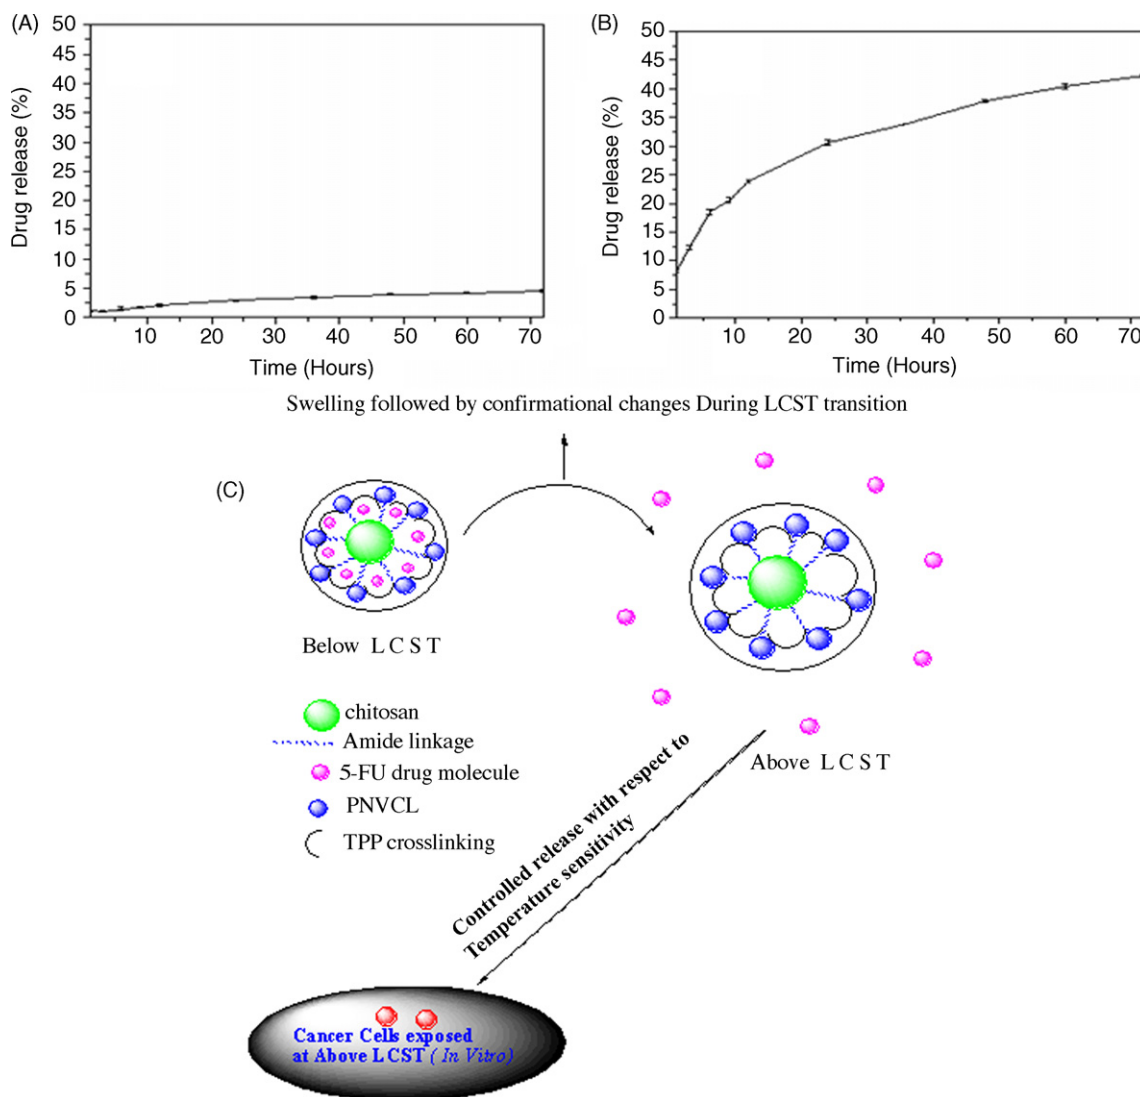 (A)
50
45
40
35
30
25
20
15
10
5
0
Drug release (%)
10 20 30 40 50 60 70
Time (Hours)
(B)
50
45
40
35
30
25
20
15
10
5
0
Drug release (%)
10 20 30 40 50 60 70
Time (Hours)
Swelling followed by confirmational changes During LCST transition
(C)
Below L C S T
Above L C S T
chitosan
Amide linkage
5-FU drug molecule
PNVCL
TPP crosslinking
Controlled release with respect to
Temperature sensitivity
Cancer Cells exposed
at Above LCST ( In Vitro)